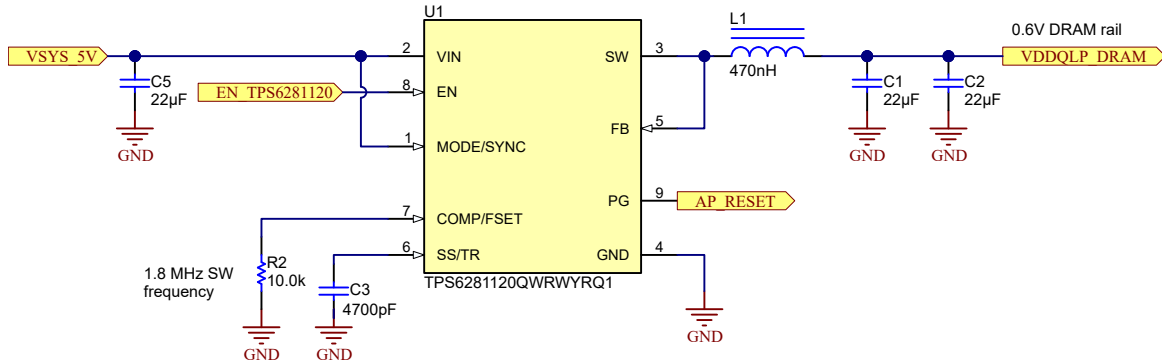 U1
L1
0.6V DRAM rail
VSYS_5V
2
VIN
SW
3
VDDQLP_DRAM
470nH
C5
22µF
EN_TPS6281120
8
EN
C1
22µF
C2
22µF
FB
5
GND
1
MODE/SYNC
GND
GND
PG
9
AP_RESET
7
COMP/FSET
6
SS/TR
GND
4
1.8 MHz SW
frequency
R2
10.0k
C3
4700pF
TPS6281120QWRWYRQ1
GND
GND
GND